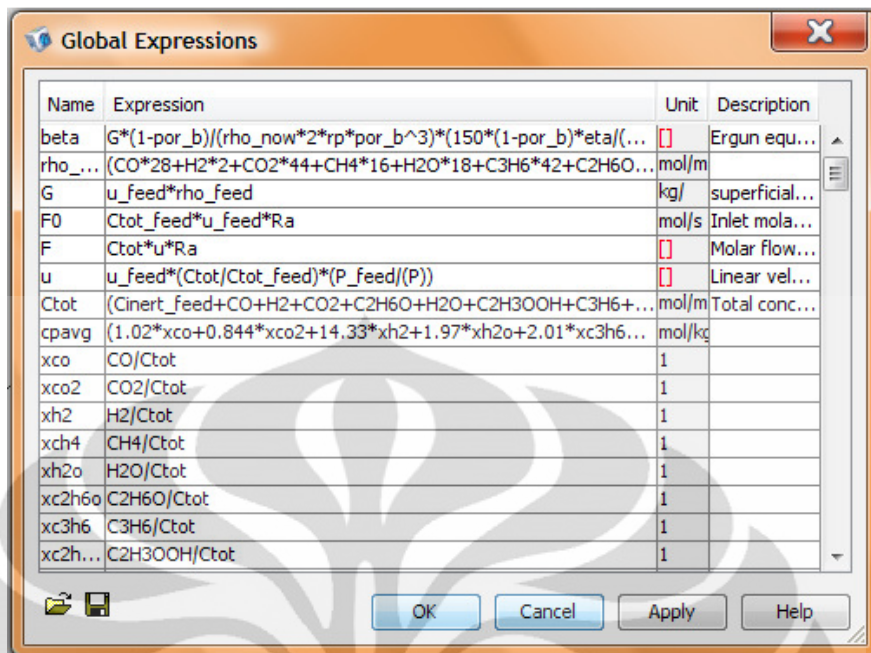 Global Expressions
Name Expression Unit Description
beta G*(1-por_b)/(rho_now*2*rp*por_b^3)*(150*(1-por_b)*eta/(... [] Ergun equ...
rho_... (CO*28+H2*2+CO2*44+CH4*16+H2O*18+C3H6*42+C2H6O... mol/m
G u_feed*rho_feed kg/ superficial...
F0 Ctot_feed*u_feed*Ra mol/s Inlet mola...
F Ctot*u*Ra [] Molar flow...
u u_feed*(Ctot/Ctot_feed)*(P_feed/(P)) [] Linear vel...
Ctot (Cinert_feed+CO+H2+CO2+C2H6O+H2O+C2H3OOH+C3H6+... mol/m Total conc...
cpavg (1.02*xco+0.844*xco2+14.33*xh2+1.97*xh2o+2.01*xc3h6... mol/kg
xco CO/Ctot 1
xco2 CO2/Ctot 1
xh2 H2/Ctot 1
xch4 CH4/Ctot 1
xh2o H2O/Ctot 1
xc2h6o C2H6O/Ctot 1
xc3h6 C3H6/Ctot 1
xc2h... C2H3OOH/Ctot 1
OK Cancel Apply Help